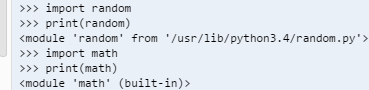 >>> import random
>>> print(random)
<module 'random' from '/usr/lib/python3.4/random.py'>
>>> import math
>>> print(math)
<module 'math' (built-in)>